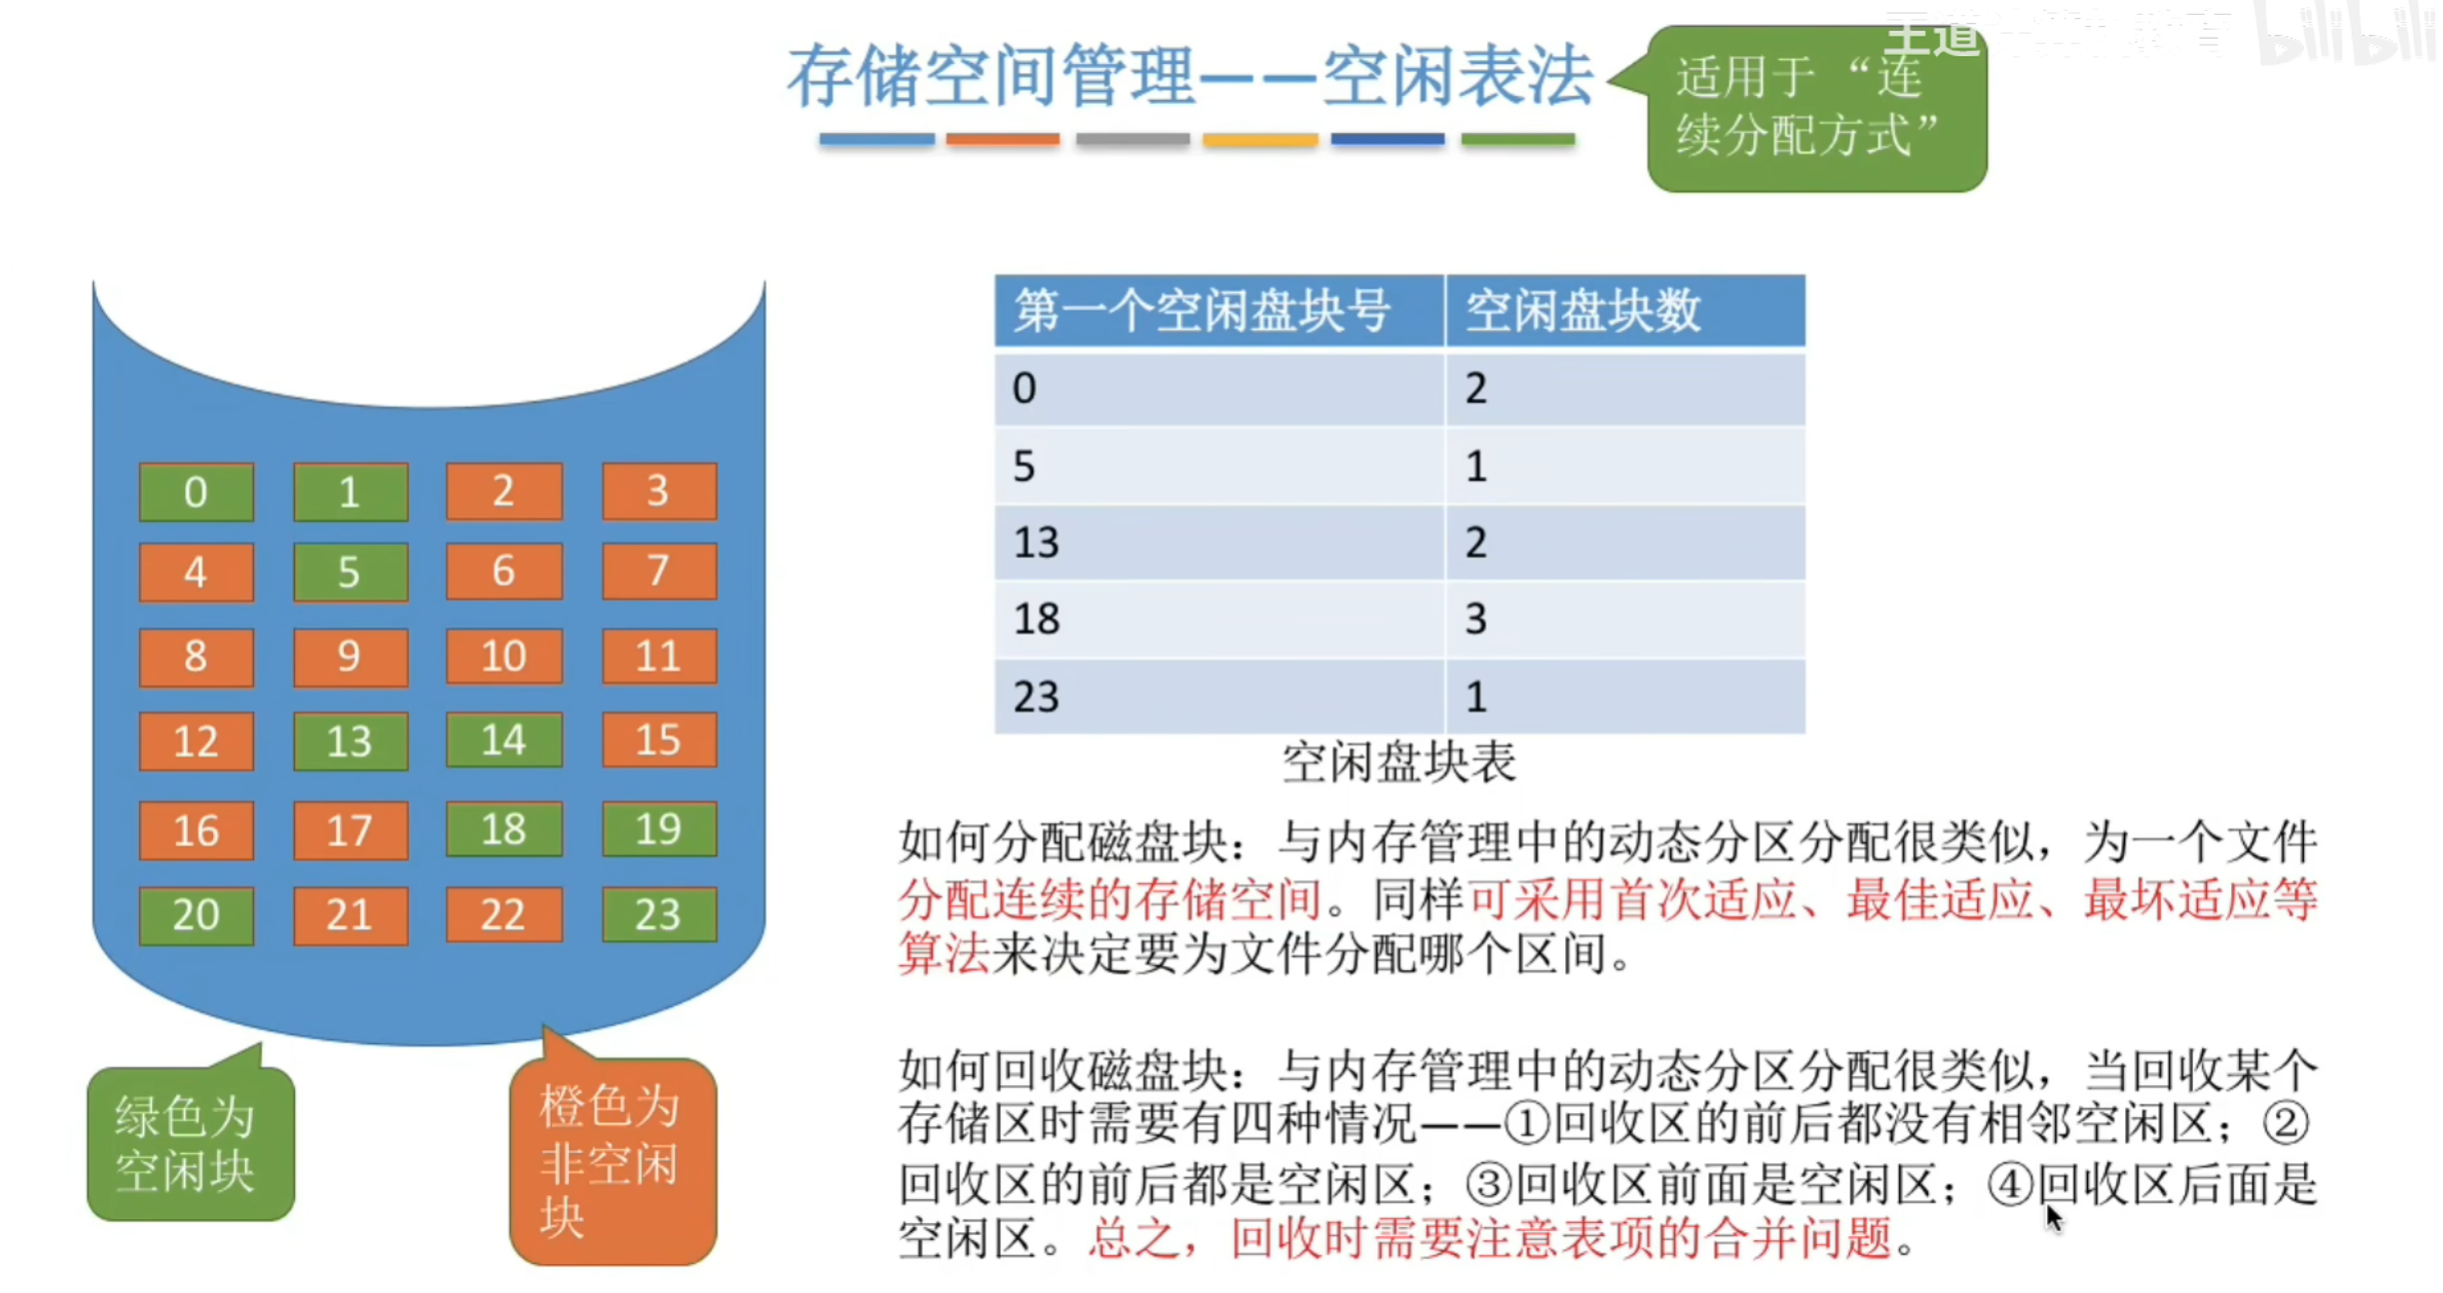 王道
bilibili
存储空间管理——空闲表法
适用于“连
续分配方式”
第一个空闲盘块号 空闲盘块数
0 2
5 1
13 2
18 3
23 1
空闲盘块表
0 1 2 3
4 5 6 7
8 9 10 11
12 13 14 15
16 17 18 19
20 21 22 23
绿色为
空闲块
橙色为
非空闲
块
如何分配磁盘块：与内存管理中的动态分区分配很类似，为一个文件
分配连续的存储空间。同样可采用首次适应、最佳适应、最坏适应等
算法来决定要为文件分配哪个区间。
如何回收磁盘块：与内存管理中的动态分区分配很类似，当回收某个
存储区时需要有四种情况——①回收区的前后都没有相邻空闲区；②
回收区的前后都是空闲区；③回收区前面是空闲区；④回收区后面是
空闲区。总之，回收时需要注意表项的合并问题。